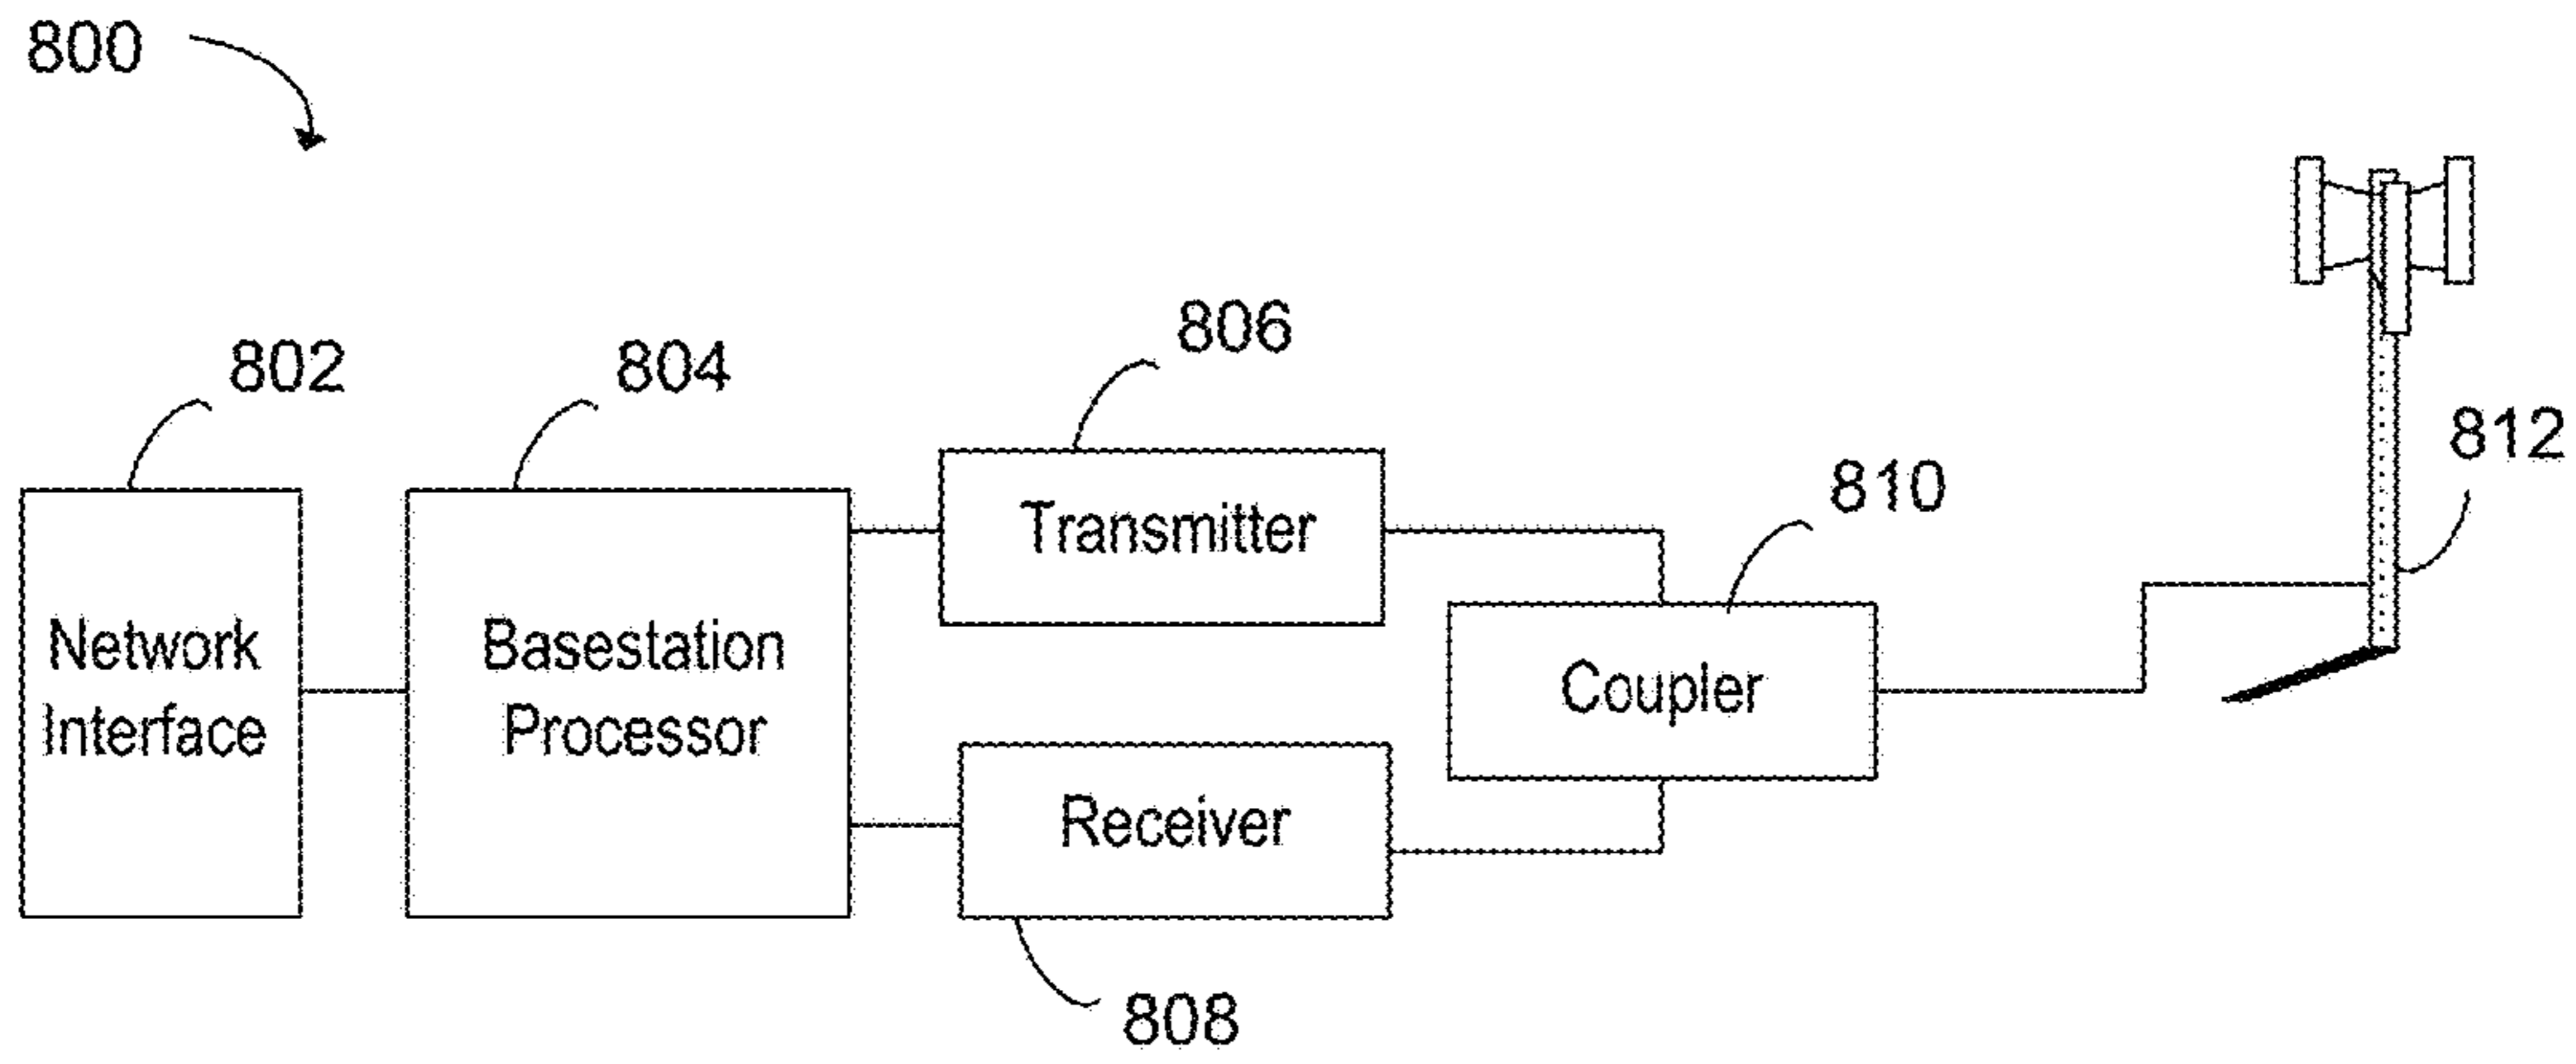 800
802
804
806
810
812
Network
Interface
Basestation
Processor
Transmitter
Receiver
Coupler
808